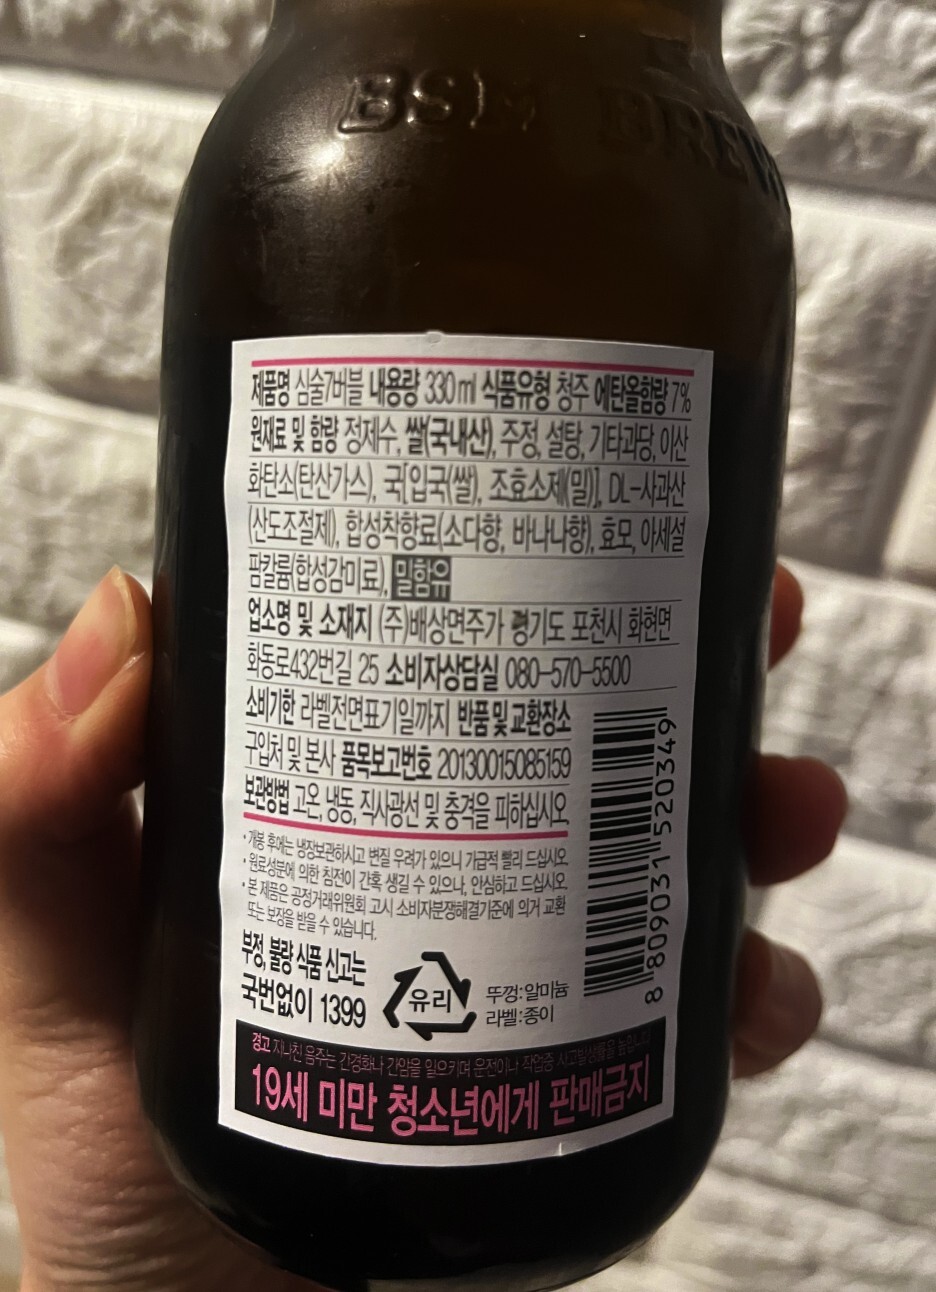 BSM BREW
제품명 심술7버블 내용량 330㎖ 식품유형 청주 에탄올함량 7%
원재료 및 함량 정제수, 쌀(국내산), 주정, 설탕, 기타과당, 이산
화탄소(탄산가스), 국[입국(쌀), 조효소제(밀)], DL-사과산
(산도조절제), 합성착향료(소다향, 바나나향), 효모, 아세설
팜칼륨(합성감미료), 밀함유
업소명 및 소재지 (주)배상면주가 경기도 포천시 화현면
화동로432번길 25 소비자상담실 080-570-5500
소비기한 라벨전면표기일까지 반품 및 교환장소
구입처 및 본사 품목보고번호 20130015085159
보관방법 고온, 냉동, 직사광선 및 충격을 피하십시오.
• 개봉 후에는 냉장보관하시고 변질 우려가 있으니 가급적 빨리 드십시오.
• 원료성분에 의한 침전이 간혹 생길 수 있으나, 안심하고 드십시오.
• 본 제품은 공정거래위원회 고시 소비자분쟁해결기준에 의거 교환
또는 보장을 받을 수 있습니다.
부정, 불량 식품 신고는
국번없이 1399
유리
뚜껑:알미늄
라벨:종이
8 809031 520349
경고 지나친 음주는 간경화나 간암을 일으키며 운전이나 작업중 사고발생률을 높입니다
19세 미만 청소년에게 판매금지